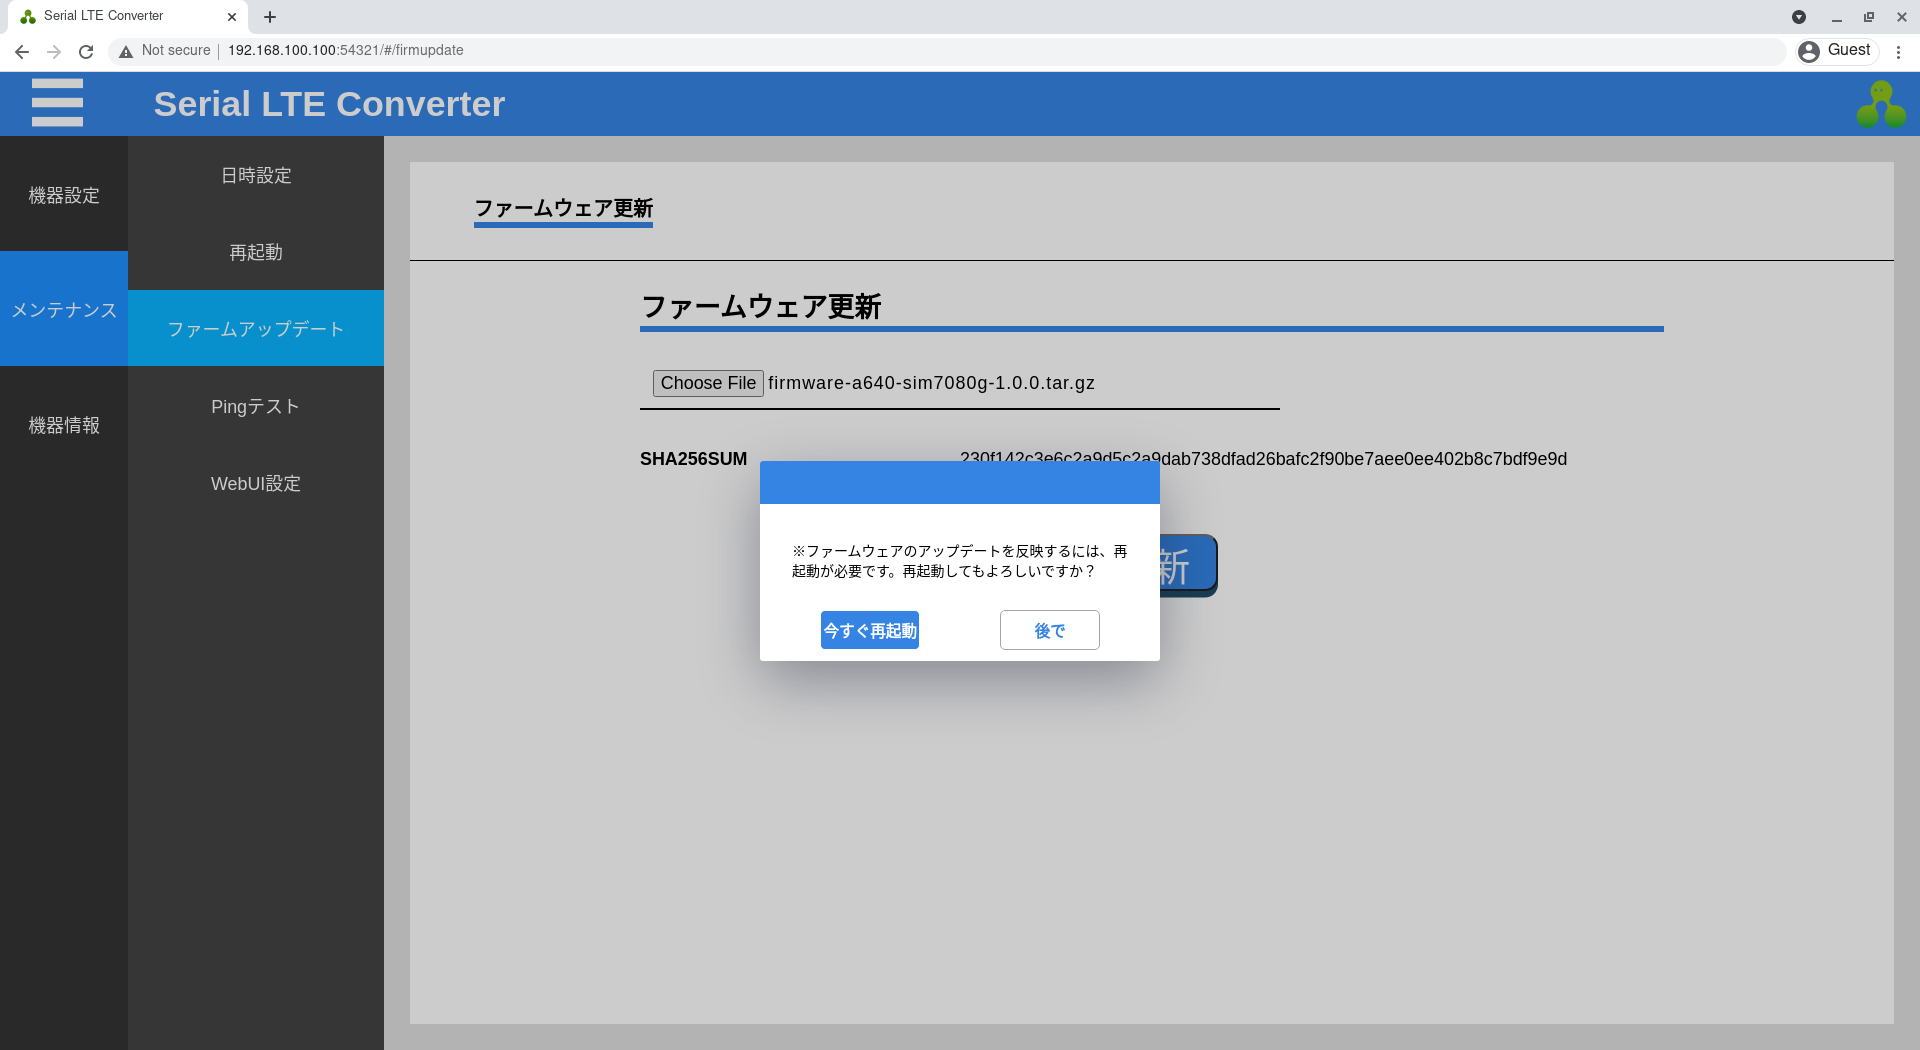 Serial LTE Converter
Not secure
192.168.100.100:54321/#/firmupdate
Guest
Serial LTE Converter
機器設定
メンテナンス
機器情報
日時設定
再起動
ファームアップデート
Pingテスト
WebUI設定
ファームウェア更新
ファームウェア更新
Choose File firmware-a640-sim7080g-1.0.0.tar.gz
SHA256SUM 230f142c3e6c2a9d5c2a9dab738dfad26bafc2f90be7aee0ee402b8c7bdf9e9d
新
※ファームウェアのアップデートを反映するには、再
起動が必要です。再起動してもよろしいですか？
今すぐ再起動
後で